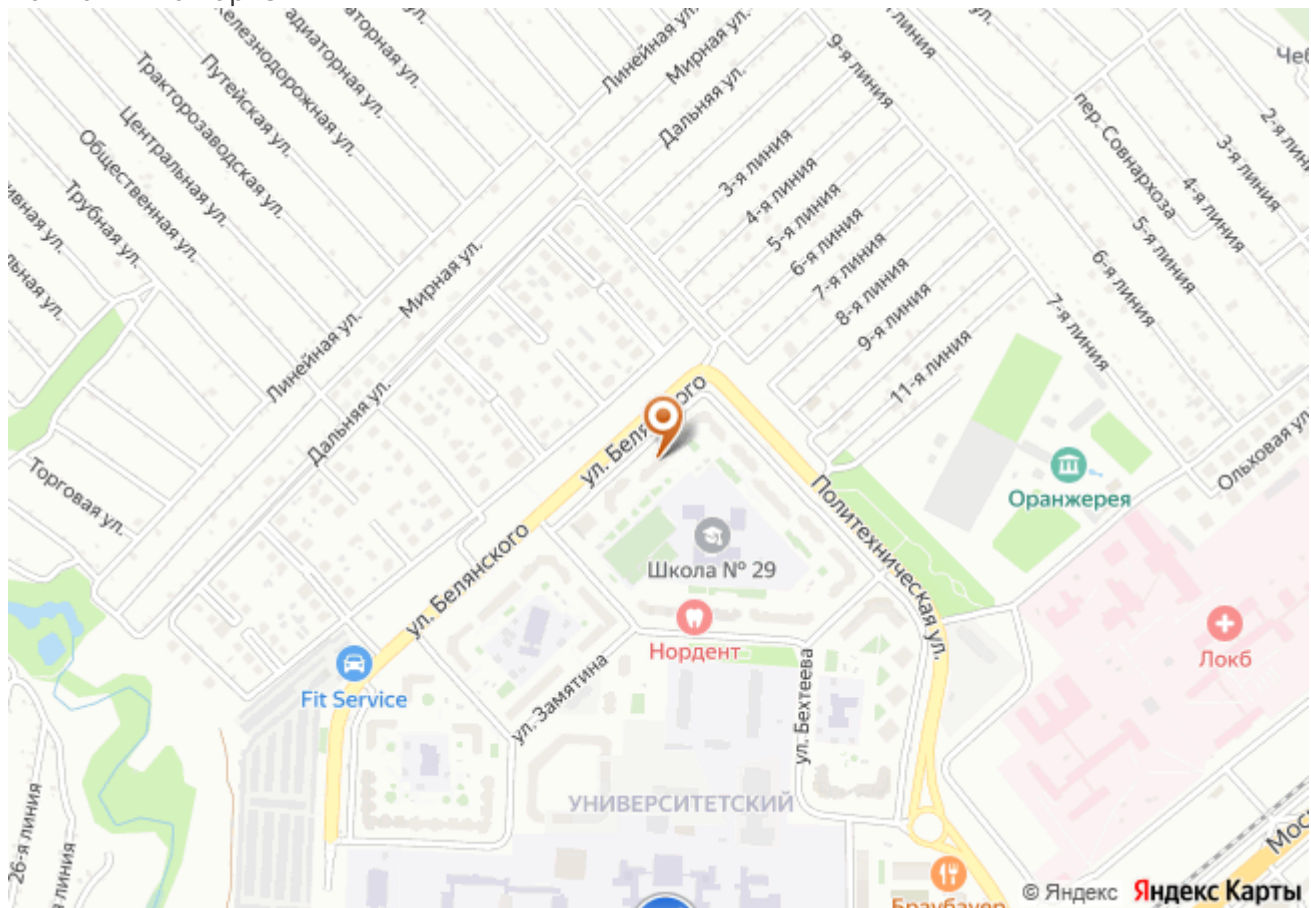 Линейная ул.
Мирная ул.
Дальняя ул.
9-я линия
пер. Совнархоза
2-я лин
3-я линия
4-я линия
5-я линия
6-я линия
7-я линия
Железнодорожная ул.
Путейская ул.
Тракторозаводская ул.
Центральная ул.
Общественная ул.
Трубная ул.
3-я линия
4-я линия
5-я линия
6-я линия
7-я линия
8-я линия
9-я линия
11-я линия
Мирная ул.
Линейная ул.
Дальняя ул.
Торговая ул.
ул. Белянского
ул. Белянского
Политехническая ул.
Оранжерея
Ольховая ул
Школа № 29
Нордент
Локб
Fit Service
ул. Замятина
ул. Бехтеева
УНИВЕРСИТЕТСКИЙ
26-я линия
я линия
Мос
Браубауер
© Яндекс Яндекс Карты